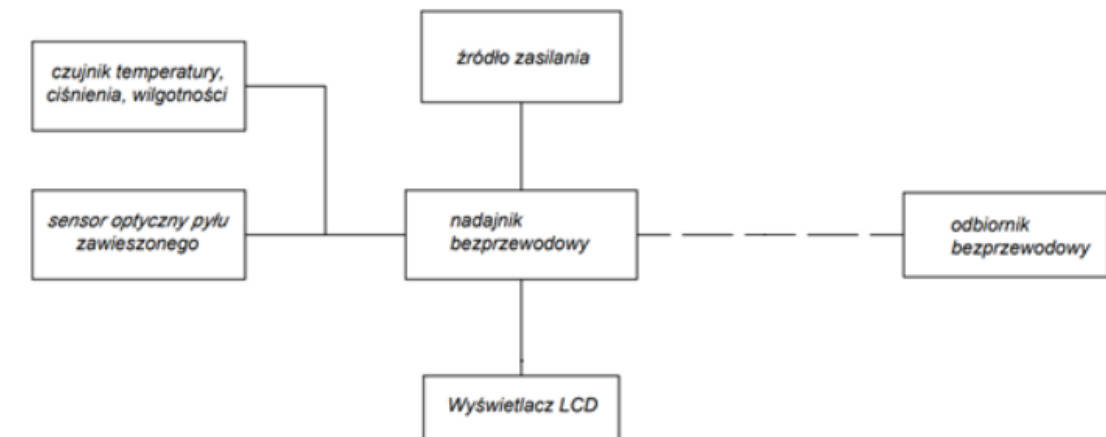 czujnik temperatury,
ciśnienia, wilgotności
źródło zasilania
sensor optyczny pyłu
zawieszonego
nadajnik
bezprzewodowy
odbiornik
bezprzewodowy
Wyświetlacz LCD